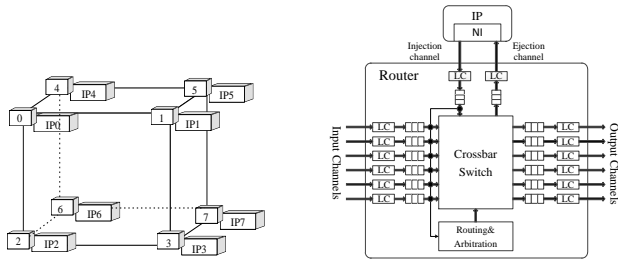 4
IP4
5
IP5
0
IP0
1
IP1
6
IP6
7
IP7
2
IP2
3
IP3
IP
NI
Injection channel
Ejection channel
Router
LC LC
Input Channels
LC LC
LC LC
LC LC
LC LC
LC LC
LC LC
Crossbar
Switch
Output Channels
Routing&
Arbitration